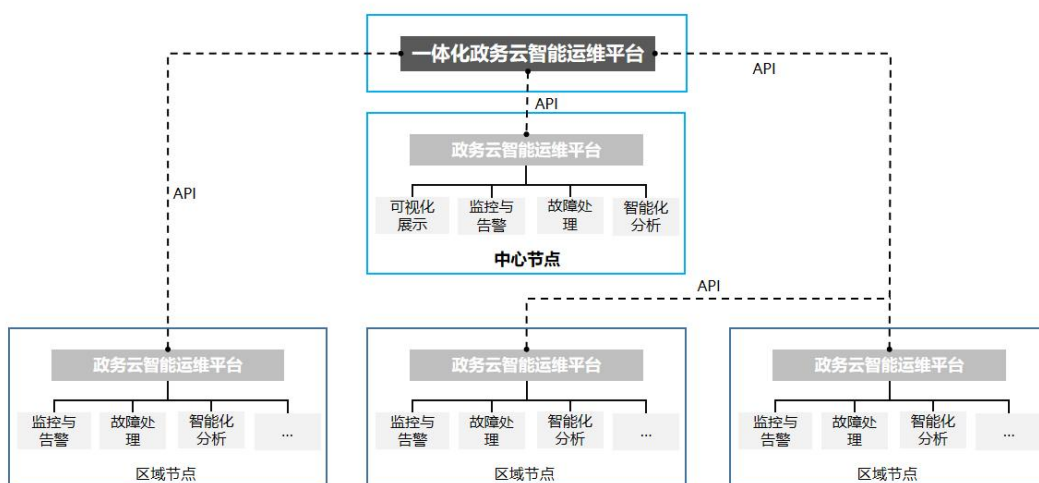 一体化政务云智能运维平台
API
API
政务云智能运维平台
API
可视化
展示
监控与
告警
故障处
理
智能化
分析
中心节点
API
政务云智能运维平台
监控与
告警
故障处
理
智能化
分析
...
区域节点
政务云智能运维平台
监控与
告警
故障处
理
智能化
分析
...
区域节点
政务云智能运维平台
监控与
告警
故障处
理
智能化
分析
...
区域节点